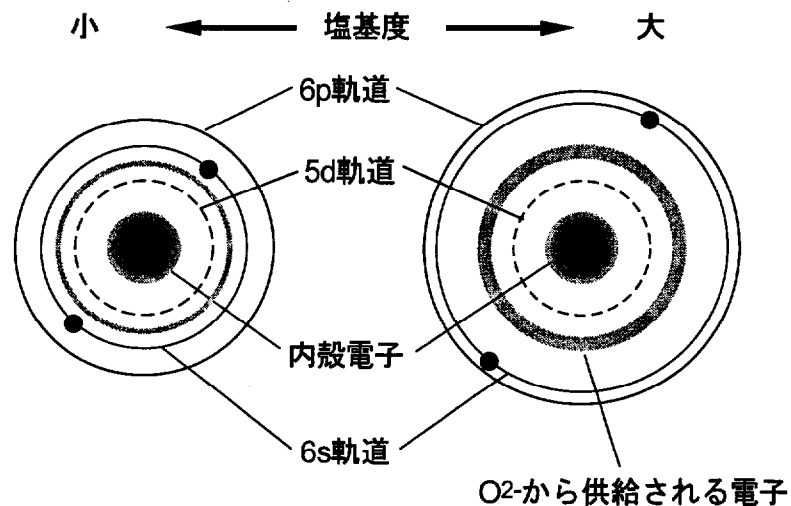 小 塩基度 大
6p軌道
5d軌道
内殻電子
6s軌道
O2-から供給される電子